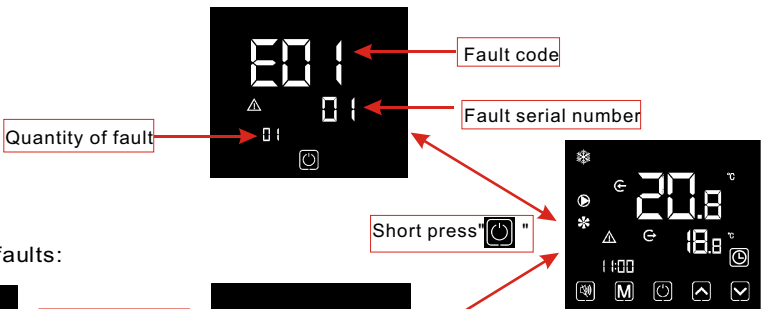 E01
Fault code
01
Fault serial number
Quantity of fault
01
20.8 °C
Short press" "
18.8 °C
faults:
11:00
M